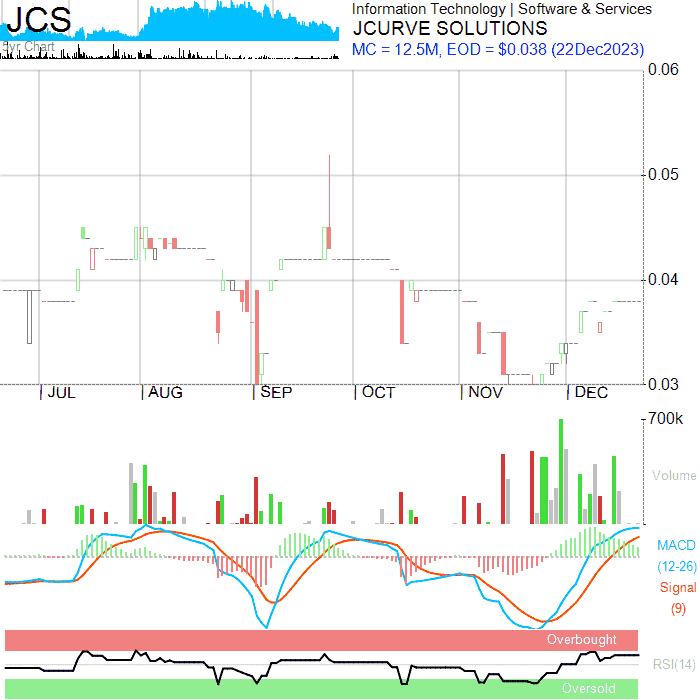 JCS
5yr Chart
Information Technology | Software & Services
JCURVE SOLUTIONS
MC = 12.5M, EOD = $0.038 (22Dec2023)
0.06
0.05
0.04
0.03
JUL AUG SEP OCT NOV DEC
700k
Volume
MACD
(12-26)
Signal
(9)
Overbought
RSI(14)
Oversold